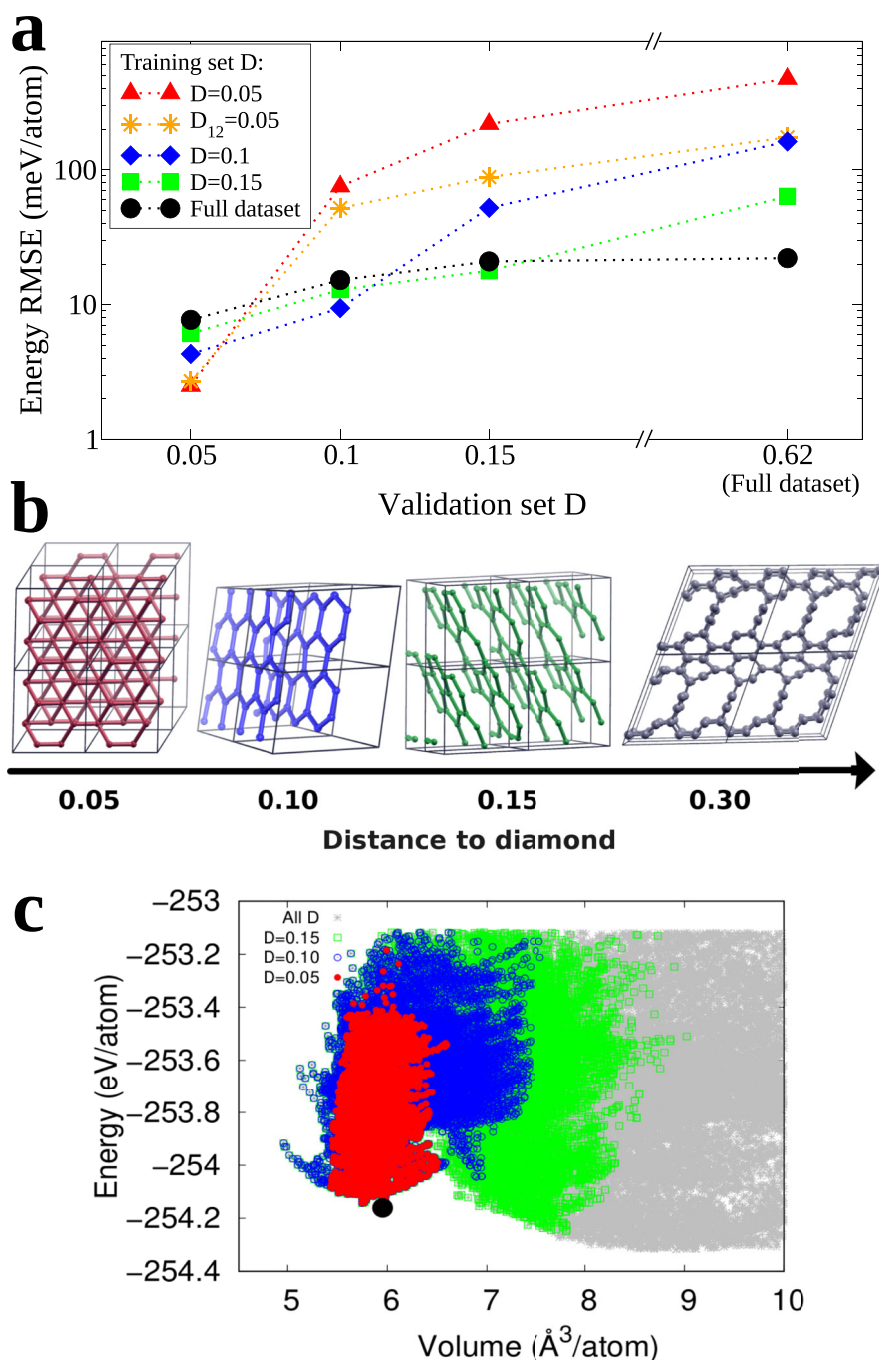 a
Training set D:
D=0.05
D₁₂=0.05
D=0.1
D=0.15
Full dataset
Energy RMSE (meV/atom)
100
10
1
//
//
0.05 0.1 0.15 0.62
(Full dataset)
Validation set D
b
0.05 0.10 0.15 0.30
Distance to diamond
c
All D
D=0.15
D=0.10
D=0.05
Energy (eV/atom)
−253
−253.2
−253.4
−253.6
−253.8
−254
−254.2
−254.4
5 6 7 8 9 10
Volume (Å³/atom)